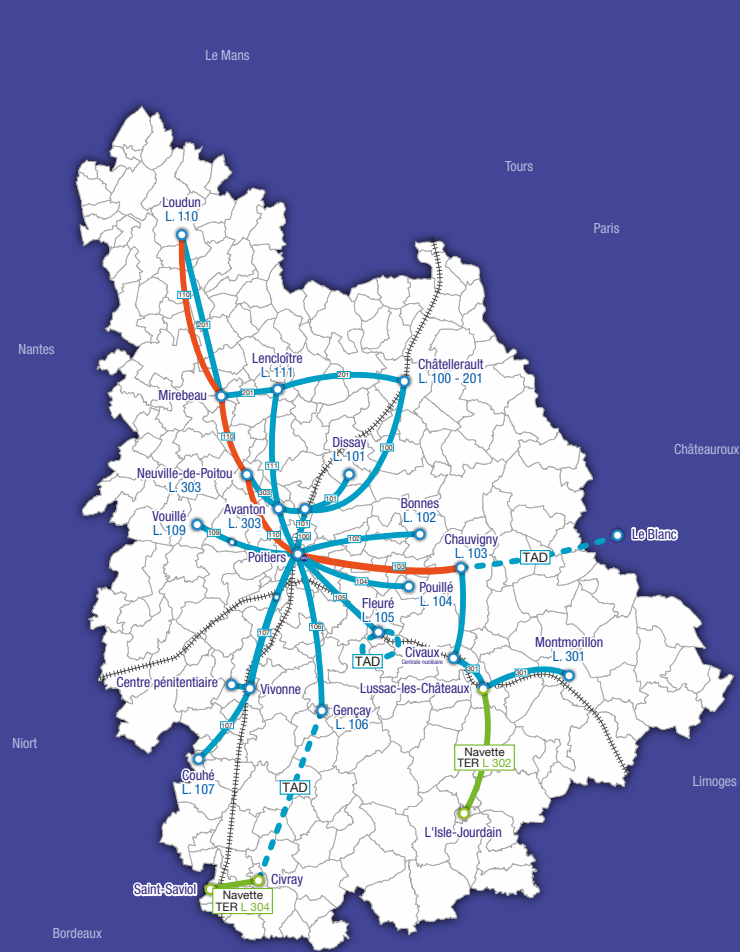 Le Mans
Tours
Paris
Loudun
L. 110
110
201
Nantes
Lencloître
L. 111
201
Châtellerault
L. 100 - 201
Mirebeau
201
110
100
Dissay
L. 101
Châteauroux
111
Neuville-de-Poitou
L. 303
303
101
Avanton
L. 303
Bonnes
L. 102
Vouillé
L. 109
109
110
101
100
102
Chauvigny
L. 103
Le Blanc
TAD
Poitiers
103
104
Pouillé
L. 104
105
Fleuré
L. 105
106
107
TAD
Civaux
Centrale nucléaire
301
301
Montmorillon
L. 301
Centre pénitentiaire
Vivonne
Lussac-les-Châteaux
Gençay
L. 106
107
Niort
Couhé
L. 107
Navette
TER L 302
Limoges
TAD
L'Isle-Jourdain
Civray
Saint-Saviol
Navette
TER L 304
Bordeaux